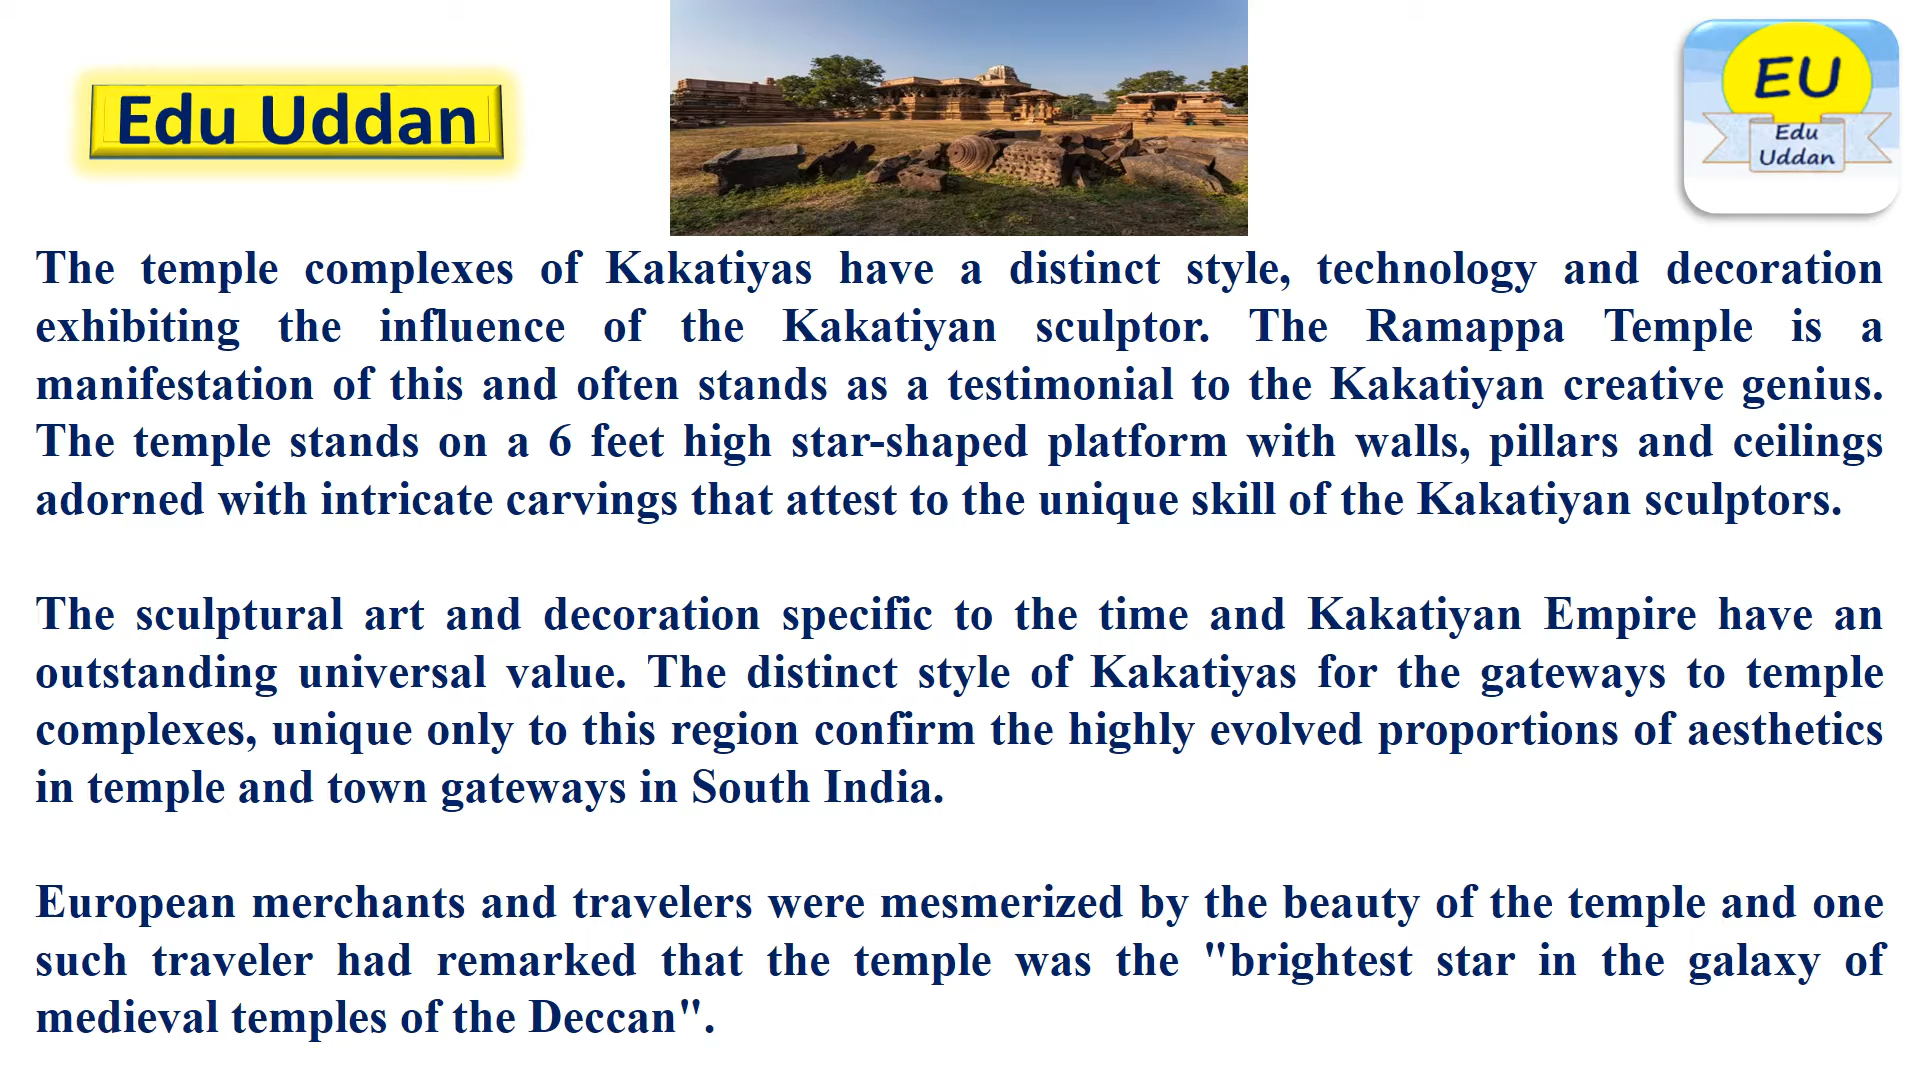 Edu Uddan
EU
Edu
Uddan
The temple complexes of Kakatiyas have a distinct style, technology and decoration
exhibiting the influence of the Kakatiyan sculptor. The Ramappa Temple is a
manifestation of this and often stands as a testimonial to the Kakatiyan creative genius.
The temple stands on a 6 feet high star-shaped platform with walls, pillars and ceilings
adorned with intricate carvings that attest to the unique skill of the Kakatiyan sculptors.
The sculptural art and decoration specific to the time and Kakatiyan Empire have an
outstanding universal value. The distinct style of Kakatiyas for the gateways to temple
complexes, unique only to this region confirm the highly evolved proportions of aesthetics
in temple and town gateways in South India.
European merchants and travelers were mesmerized by the beauty of the temple and one
such traveler had remarked that the temple was the "brightest star in the galaxy of
medieval temples of the Deccan".